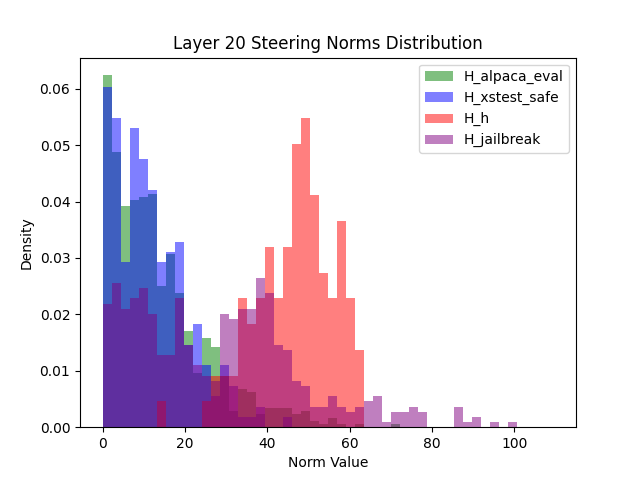 Layer 20 Steering Norms Distribution
H_alpaca_eval
H_xstest_safe
H_h
H_jailbreak
Density
0.06
0.05
0.04
0.03
0.02
0.01
0.00
0
20
40
60
80
100
Norm Value